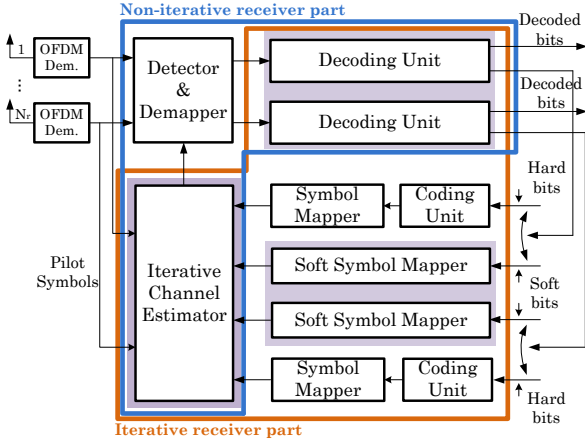 Non-iterative receiver part
Decoded
bits
1
OFDM
Dem.
Detector
&
Demapper
Decoding Unit
...
Decoded
bits
Nr
OFDM
Dem.
Decoding Unit
Hard
bits
Symbol
Mapper
Coding
Unit
Pilot
Symbols
Iterative
Channel
Estimator
Soft Symbol Mapper
Soft
bits
Soft Symbol Mapper
Symbol
Mapper
Coding
Unit
Hard
bits
Iterative receiver part